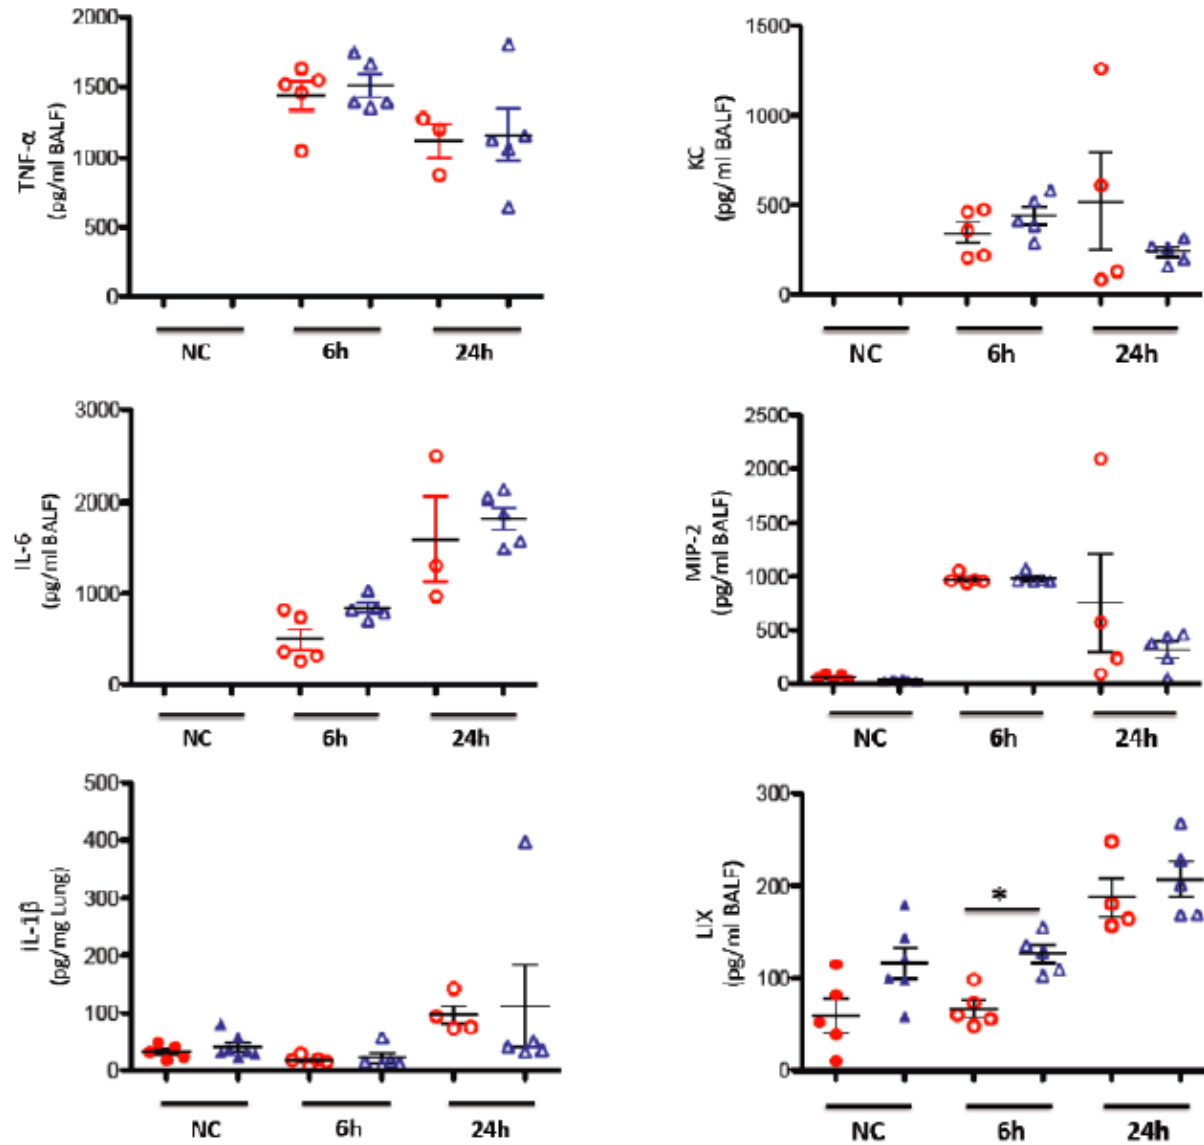 2000
1500
1000
500
0
TNF-α
(pg/ml BALF)
NC 6h 24h
1500
1000
500
0
KC
(pg/ml BALF)
NC 6h 24h
3000
2000
1000
0
IL-6
(pg/ml BALF)
NC 6h 24h
2500
2000
1500
1000
500
0
MIP-2
(pg/ml BALF)
NC 6h 24h
500
400
300
200
100
0
IL-1β
(pg/mg Lung)
NC 6h 24h
300
200
100
0
LIX
(pg/ml BALF)
*
NC 6h 24h